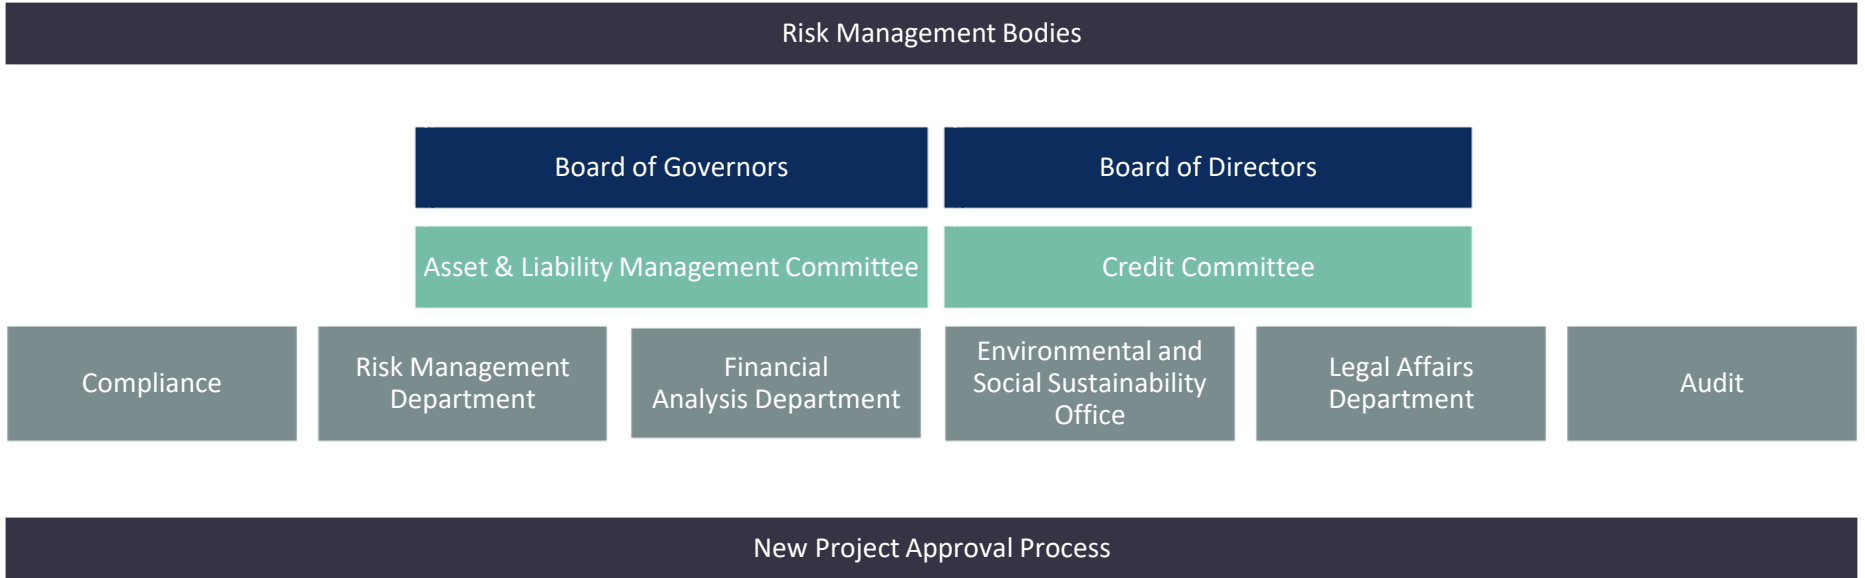 Risk Management Bodies
Board of Governors
Board of Directors
Asset & Liability Management Committee
Credit Committee
Compliance
Risk Management
Department
Financial
Analysis Department
Environmental and
Social Sustainability
Office
Legal Affairs
Department
Audit
New Project Approval Process